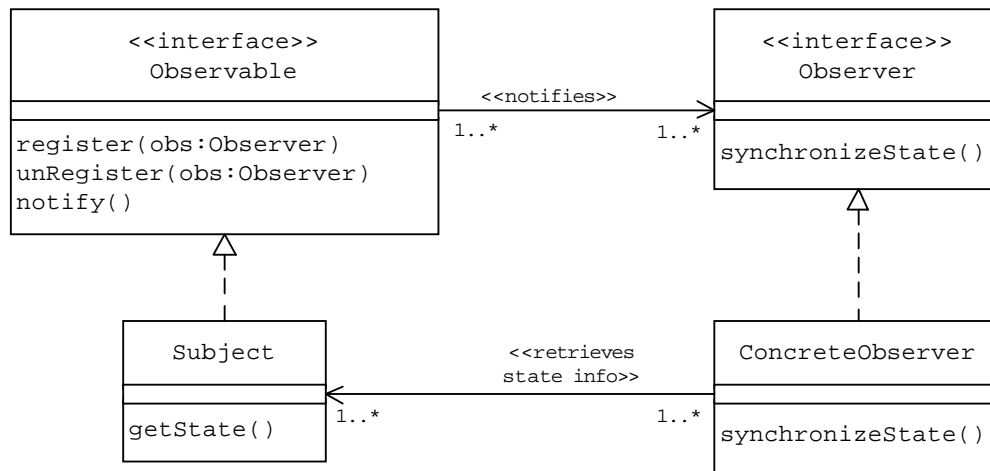 <<interface>>
Observable
register(obs:Observer)
unRegister(obs:Observer)
notify()
<<notifies>>
1..*
1..*
<<interface>>
Observer
synchronizeState()
Subject
getState()
<<retrieves
state info>>
1..*
1..*
ConcreteObserver
synchronizeState()